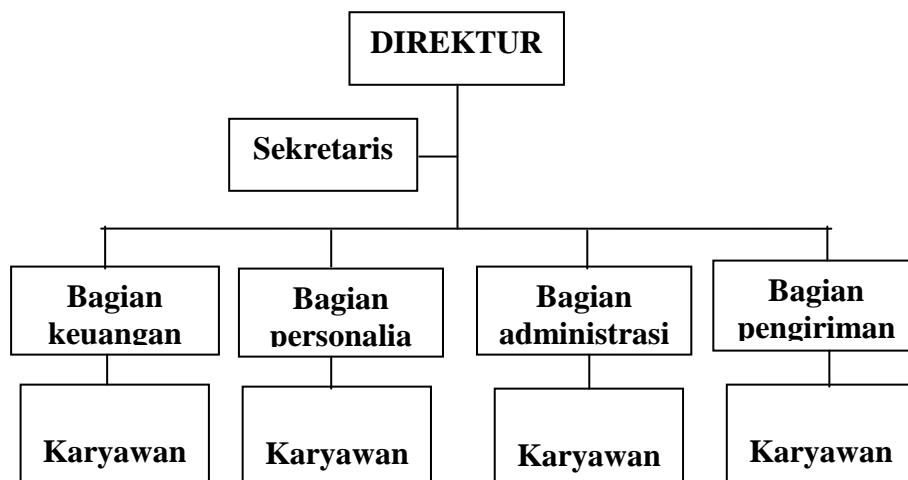 DIREKTUR
Sekretaris
Bagian
keuangan
Bagian
personalia
Bagian
administrasi
Bagian
pengiriman
Karyawan
Karyawan
Karyawan
Karyawan